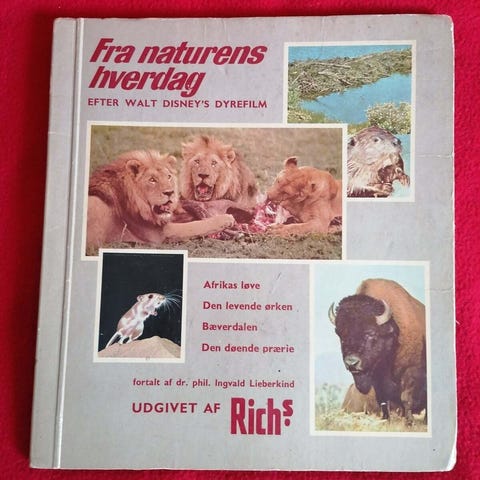 Fra naturens
hverdag
EFTER WALT DISNEY'S DYREFILM
Afrikas løve
Den levende ørken
Bæverdalen
Den døende prærie
fortalt af dr. phil. Ingvald Lieberkind
UDGIVET AF Rich's